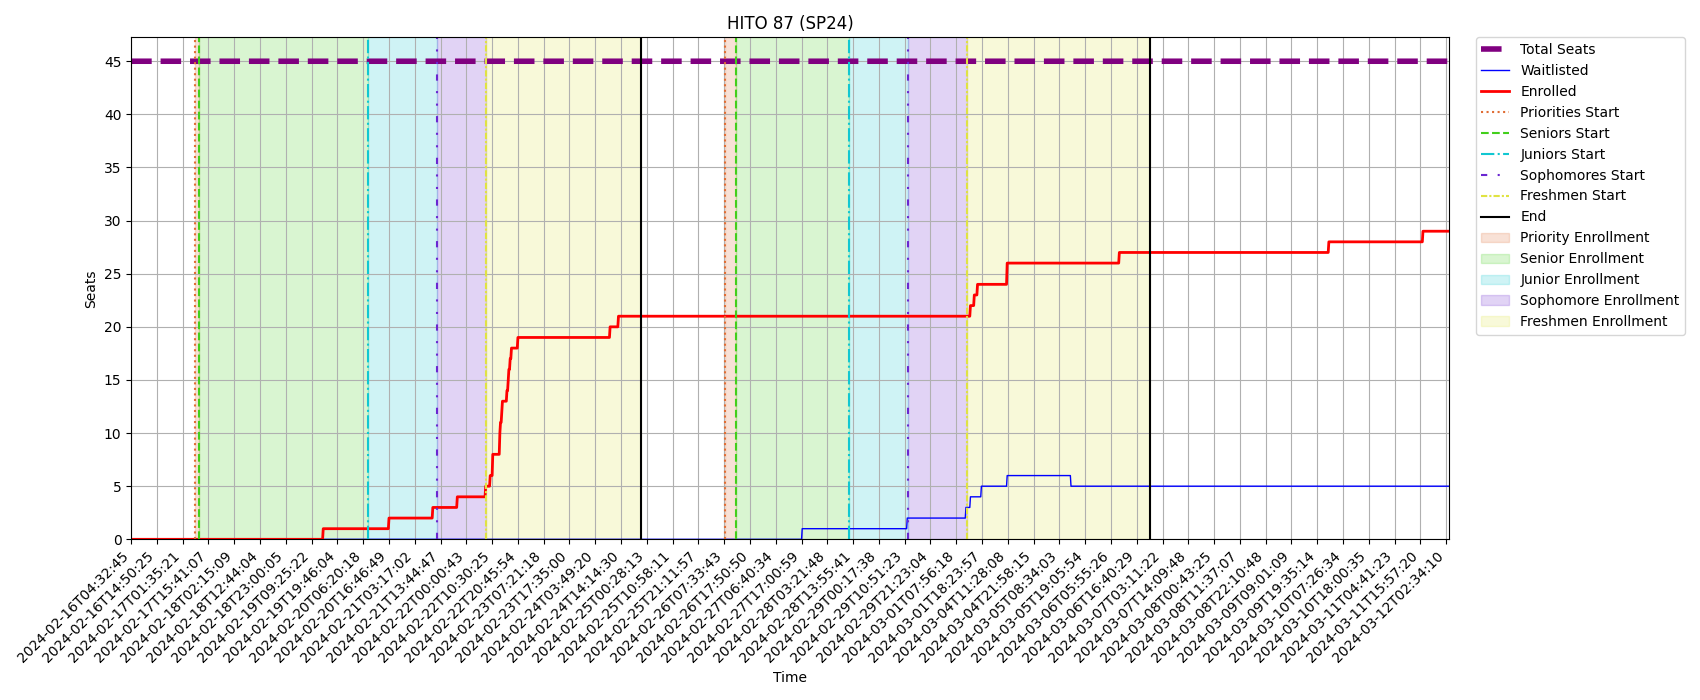 HITO 87 (SP24)
Seats
45
40
35
30
25
20
15
10
5
0
2024-02-16T04:32:45
2024-02-16T14:50:25
2024-02-17T01:35:21
2024-02-17T15:41:07
2024-02-18T02:15:09
2024-02-18T12:44:04
2024-02-18T23:00:05
2024-02-19T09:25:22
2024-02-19T19:46:04
2024-02-20T06:20:18
2024-02-20T16:46:49
2024-02-21T03:17:02
2024-02-21T13:44:47
2024-02-22T00:00:43
2024-02-22T10:30:25
2024-02-22T20:45:54
2024-02-23T07:21:18
2024-02-23T17:35:00
2024-02-24T03:49:20
2024-02-24T14:14:30
2024-02-25T00:28:13
2024-02-25T10:58:11
2024-02-25T21:11:57
2024-02-26T07:33:43
2024-02-26T17:50:50
2024-02-27T06:40:34
2024-02-27T17:00:59
2024-02-28T03:21:48
2024-02-28T13:55:41
2024-02-29T00:17:38
2024-02-29T10:51:23
2024-02-29T21:23:04
2024-03-01T07:56:18
2024-03-01T18:23:57
2024-03-04T11:28:08
2024-03-04T21:58:15
2024-03-05T08:34:03
2024-03-05T19:05:54
2024-03-06T05:55:26
2024-03-06T16:40:29
2024-03-07T03:11:22
2024-03-07T14:09:48
2024-03-08T00:43:25
2024-03-08T11:37:07
2024-03-08T22:10:48
2024-03-09T09:01:09
2024-03-09T19:35:14
2024-03-10T07:26:34
2024-03-10T18:00:35
2024-03-11T04:41:23
2024-03-11T15:57:20
2024-03-12T02:34:10
Time
Total Seats
Waitlisted
Enrolled
Priorities Start
Seniors Start
Juniors Start
Sophomores Start
Freshmen Start
End
Priority Enrollment
Senior Enrollment
Junior Enrollment
Sophomore Enrollment
Freshmen Enrollment